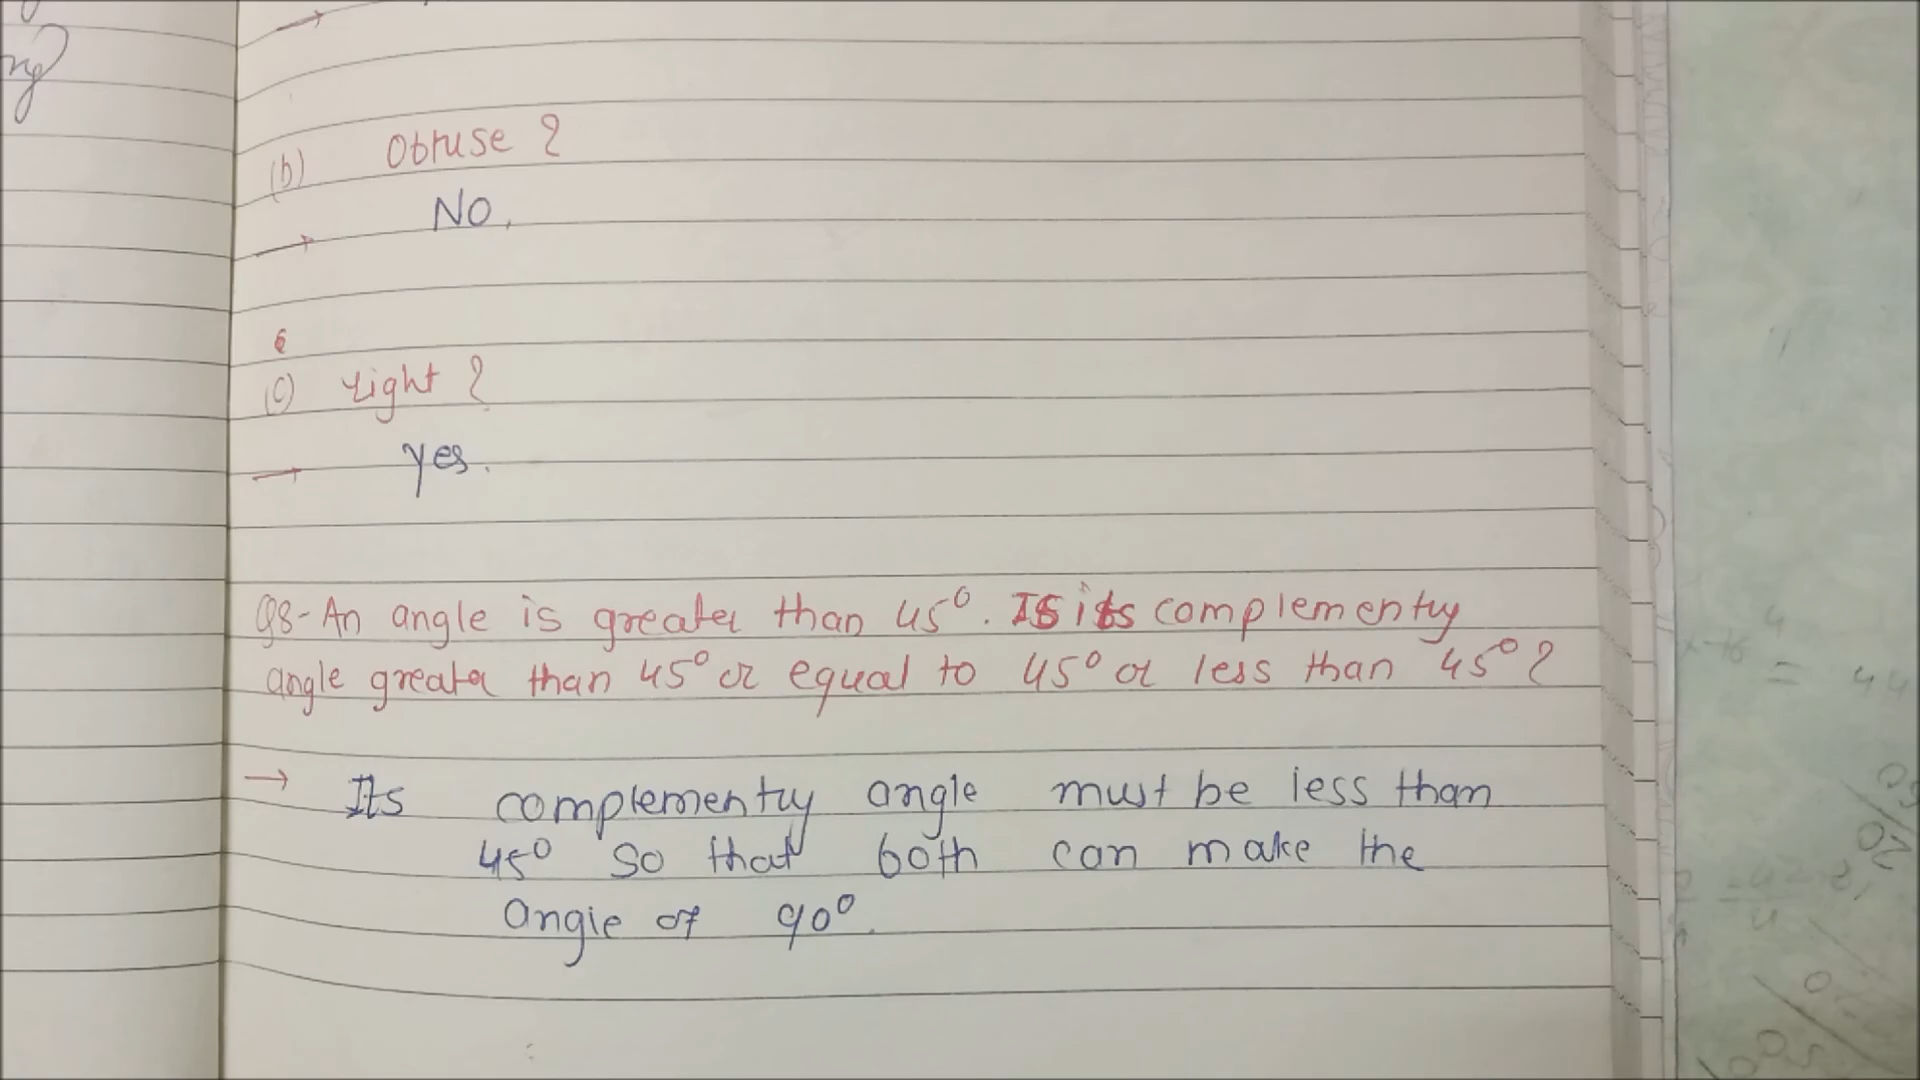 (b) Obtuse ?
→ NO.
(c) right ?
→ yes.
Q8- An angle is greater than 45°. Is its complementry
angle greater than 45° or equal to 45° or less than 45° ?
→ Its complementry angle must be less than
45° so that both can make the
angle of 90°.